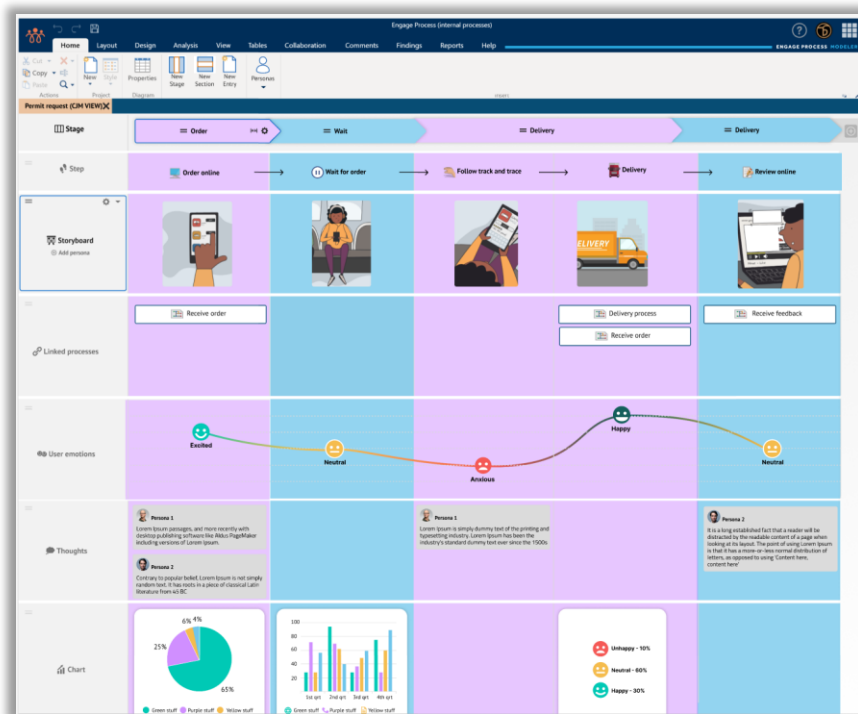 Engage Process (internal processes)
Home Layout Design Analysis View Tables Collaboration Comments Findings Reports Help
ENGAGE PROCESS MODELER
Cut
Copy
Paste
New
Style
Properties
New Stage
New Section
New Entry
Personas
Actions
Project
Diagram
Permit request (CJM VIEW)
Stage
Order
Wait
Delivery
Delivery
Step
Order online
Wait for order
Follow track and trace
Delivery
Review online
Storyboard
Add persona
DELIVERY
Linked processes
Receive order
Delivery process
Receive order
Receive feedback
User emotions
Excited
Neutral
Anxious
Happy
Neutral
Thoughts
Persona 1
Lorem Ipsum passages, and more recently with
desktop publishing software like Aldus PageMaker
including versions of Lorem Ipsum.
Persona 2
Contrary to popular belief, Lorem Ipsum is not simply
random text. It has roots in a piece of classical Latin
literature from 45 BC
Persona 1
Lorem Ipsum is simply dummy text of the printing and
typesetting industry. Lorem Ipsum has been the
industry's standard dummy text ever since the 1500s
Persona 2
It is a long established fact that a reader will be
distracted by the readable content of a page when
looking at its layout. The point of using Lorem Ipsum
is that it has a more-or-less normal distribution of
letters, as opposed to using 'Content here,
content here'
Chart
6% 4%
25%
65%
Green stuff Purple stuff Yellow stuff
100
80
60
40
20
1st qrt 2nd qrt 3rd qrt 4th qrt
Green stuff Purple stuff Yellow stuff
Unhappy - 10%
Neutral - 60%
Happy - 30%